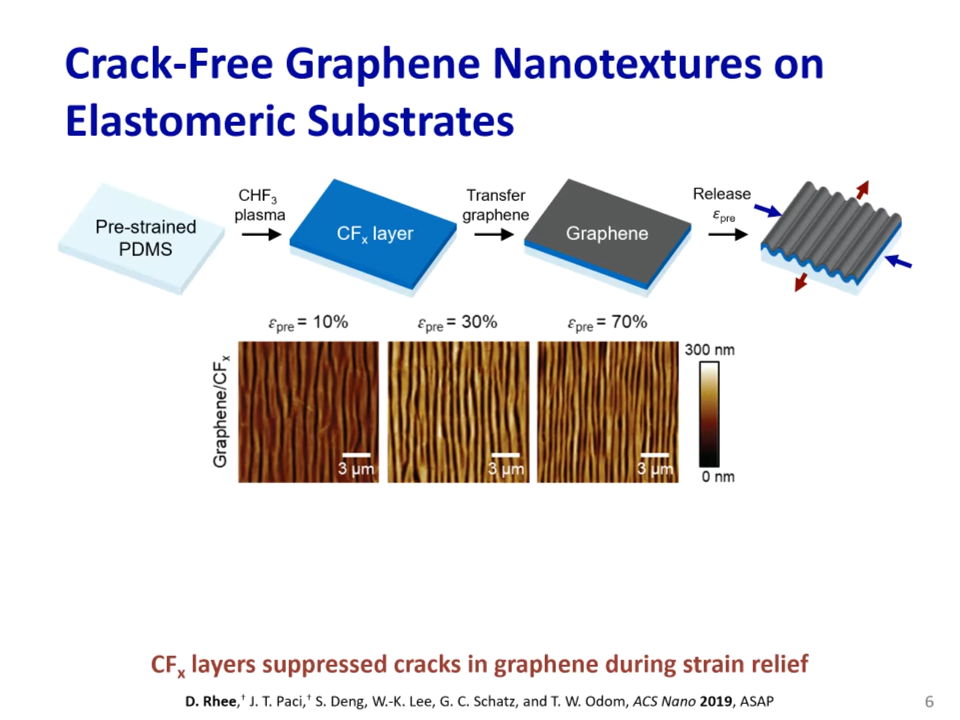 Crack-Free Graphene Nanotextures on
Elastomeric Substrates
Pre-strained
PDMS
CHF₃
plasma
CFₓ layer
Transfer
graphene
Graphene
Release
εpre
εpre = 10%
εpre = 30%
εpre = 70%
Graphene/CFₓ
3 µm
3 µm
3 µm
300 nm
0 nm
CFₓ layers suppressed cracks in graphene during strain relief
D. Rhee,† J. T. Paci,† S. Deng, W.-K. Lee, G. C. Schatz, and T. W. Odom, ACS Nano 2019, ASAP
6